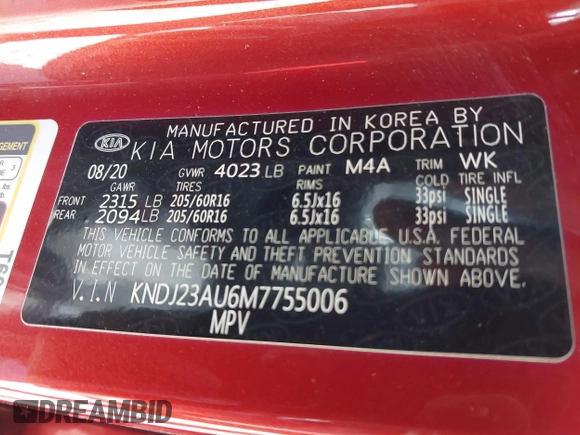 MANUFACTURED IN KOREA BY
KIA KIA MOTORS CORPORATION
08/20 GVWR 4023 LB PAINT M4A TRIM WK
GAWR TIRES RIMS COLD TIRE INFL
FRONT 2315 LB 205/60R16 6.5Jx16 33psi SINGLE
REAR 2094 LB 205/60R16 6.5Jx16 33psi SINGLE
THIS VEHICLE CONFORMS TO ALL APPLICABLE U.S.A. FEDERAL
MOTOR VEHICLE SAFETY AND THEFT PREVENTION STANDARDS
IN EFFECT ON THE DATE OF MANUFACTURE SHOWN ABOVE.
V.I.N KNDJ23AU6M7755006
MPV
DREAMBID